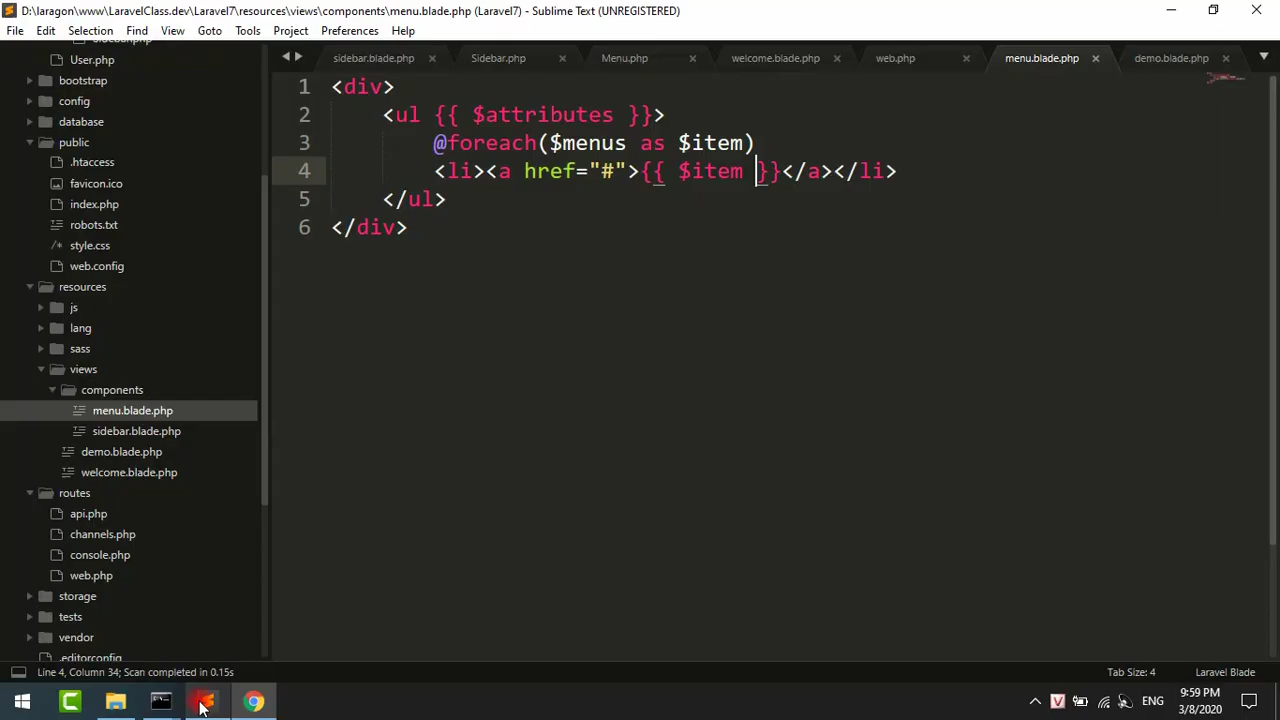 D:\laragon\www\LaravelClass.dev\Laravel7\resources\views\components\menu.blade.php (Laravel7) - Sublime Text (UNREGISTERED)
File Edit Selection Find View Goto Tools Project Preferences Help
sidebar.blade.php × Sidebar.php × Menu.php × welcome.blade.php × web.php × menu.blade.php × demo.blade.php ×
User.php
bootstrap
config
database
public
.htaccess
favicon.ico
index.php
robots.txt
style.css
web.config
resources
js
lang
sass
views
components
menu.blade.php
sidebar.blade.php
demo.blade.php
welcome.blade.php
routes
api.php
channels.php
console.php
web.php
storage
tests
vendor
.editorconfig
1 <div>
2 <ul {{ $attributes }}>
3 @foreach($menus as $item)
4 <li><a href="#">{{ $item }}</a></li>
5 </ul>
6 </div>
Line 4, Column 34; Scan completed in 0.15s
Tab Size: 4
Laravel Blade
ENG
9:59 PM
3/8/2020